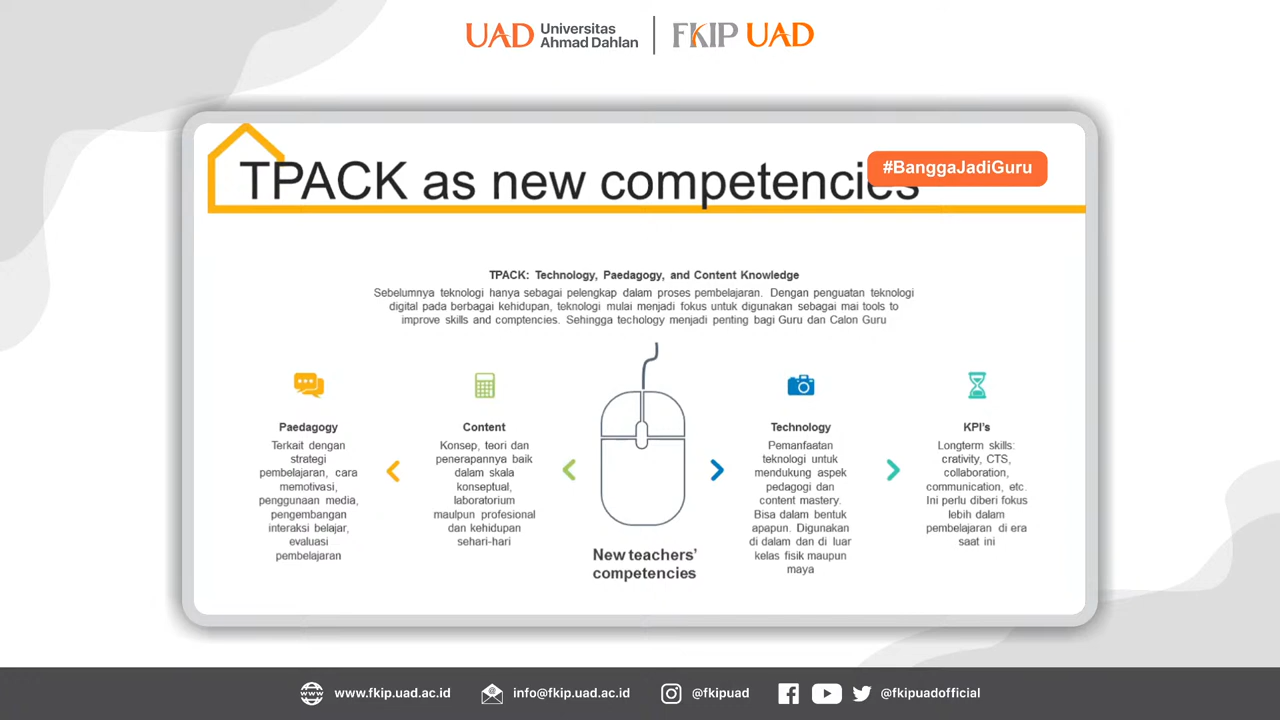 UAD Universitas Ahmad Dahlan
FKIP UAD
#BanggaJadiGuru
TPACK as new competencies
TPACK: Technology, Paedagogy, and Content Knowledge
Sebelumnya teknologi hanya sebagai pelengkap dalam proses pembelajaran. Dengan penguatan teknologi
digital pada berbagai kehidupan, teknologi mulai menjadi fokus untuk digunakan sebagai mai tools to
improve skills and comptencies. Sehingga techology menjadi penting bagi Guru dan Calon Guru
Paedagogy
Terkait dengan
strategi
pembelajaran, cara
memotivasi,
penggunaan media,
pengembangan
interaksi belajar,
evaluasi
pembelajaran
Content
Konsep, teori dan
penerapannya baik
dalam skala
konseptual,
laboratorium
maupun profesional
dan kehidupan
sehari-hari
New teachers'
competencies
Technology
Pemanfaatan
teknologi untuk
mendukung aspek
pedagogi dan
content mastery.
Bisa dalam bentuk
apapun. Digunakan
di dalam dan di luar
kelas fisik maupun
maya
KPI's
Longterm skills:
crativity, CTS,
collaboration,
communication, etc.
Ini perlu diberi fokus
lebih dalam
pembelajaran di era
saat ini
www.fkip.uad.ac.id
info@fkip.uad.ac.id
@fkipuad
@fkipuadofficial